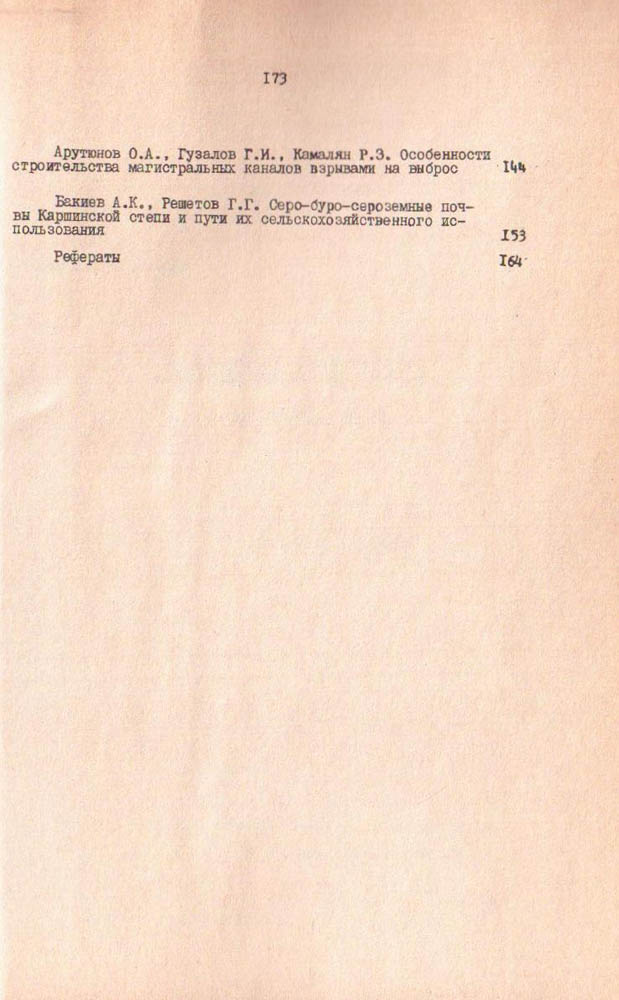 173
Арутюнов О.А., Гузалов Г.И., Камалян Р.Э. Особенности
строительства магистральных каналов взрывами на выброс 144
Бакиев А.К., Решетов Г.Г. Серо-буро-сероземные поч-
вы Каршинской степи и пути их сельскохозяйственного ис-
пользования 153
Рефераты 164